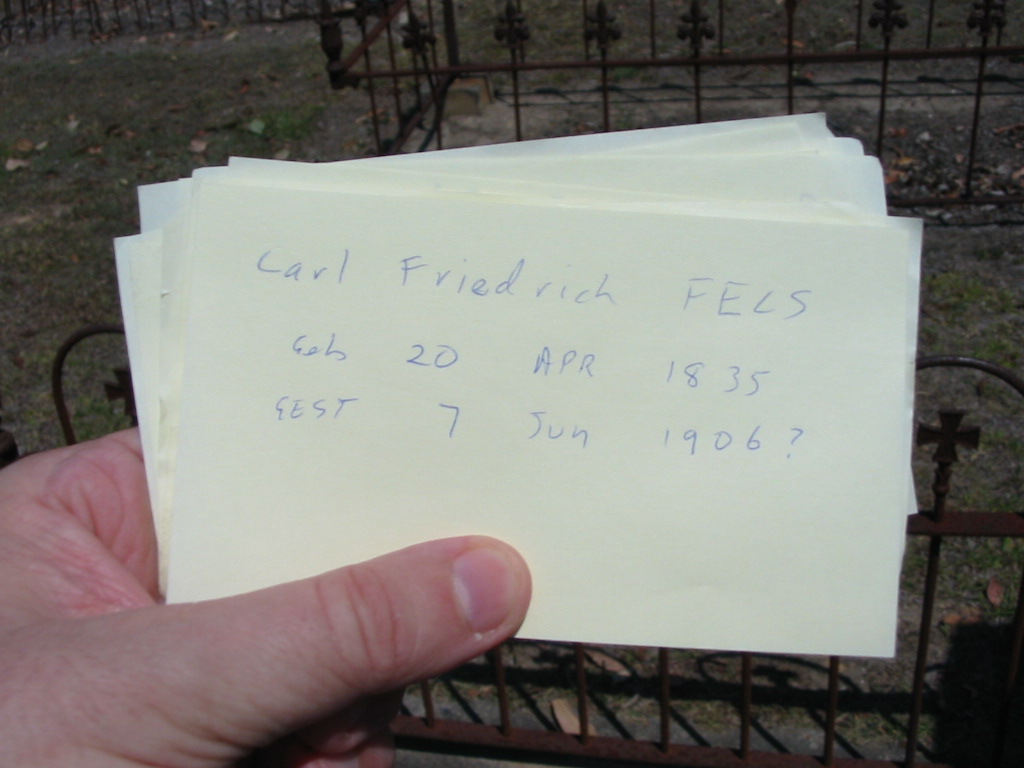 Carl Friedrich FELS
Geb 20 APR 1835
GEST 7 Jun 1906?